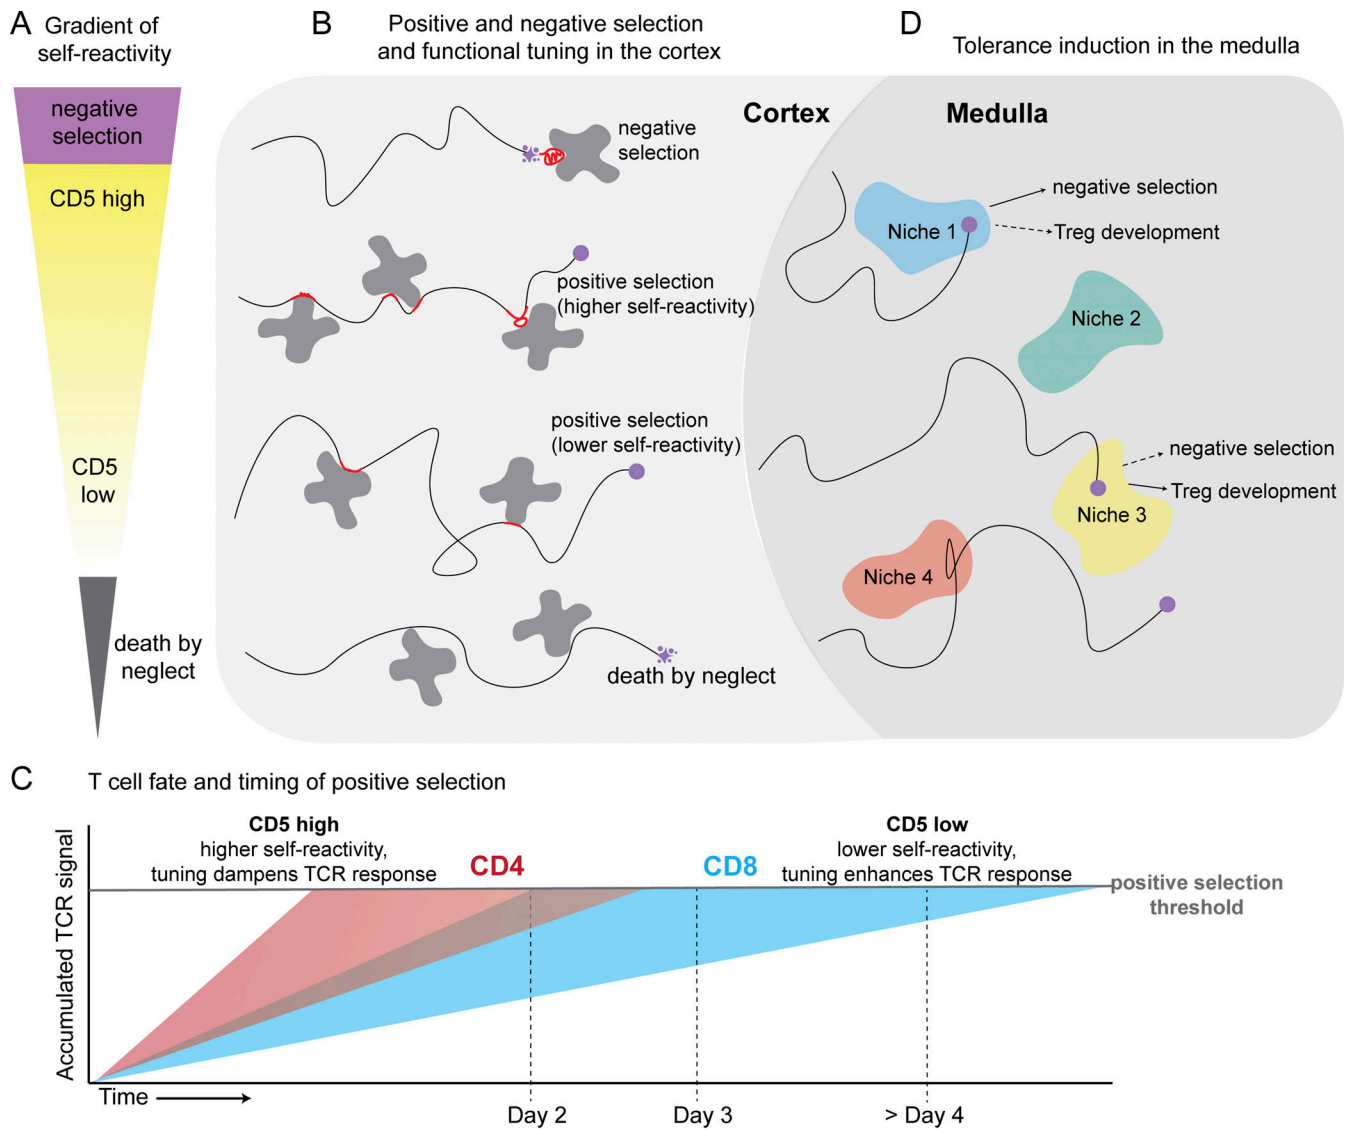 A
Gradient of
self-reactivity
negative
selection
CD5 high
CD5
low
death by
neglect
B
Positive and negative selection
and functional tuning in the cortex
Cortex
negative
selection
positive selection
(higher self-reactivity)
positive selection
(lower self-reactivity)
death by neglect
D
Tolerance induction in the medulla
Medulla
Niche 1
negative selection
Treg development
Niche 2
negative selection
Treg development
Niche 3
Niche 4
C
T cell fate and timing of positive selection
Accumulated TCR signal
CD5 high
higher self-reactivity,
tuning dampens TCR response
CD4
CD8
CD5 low
lower self-reactivity,
tuning enhances TCR response
positive selection
threshold
Time
Day 2
Day 3
> Day 4